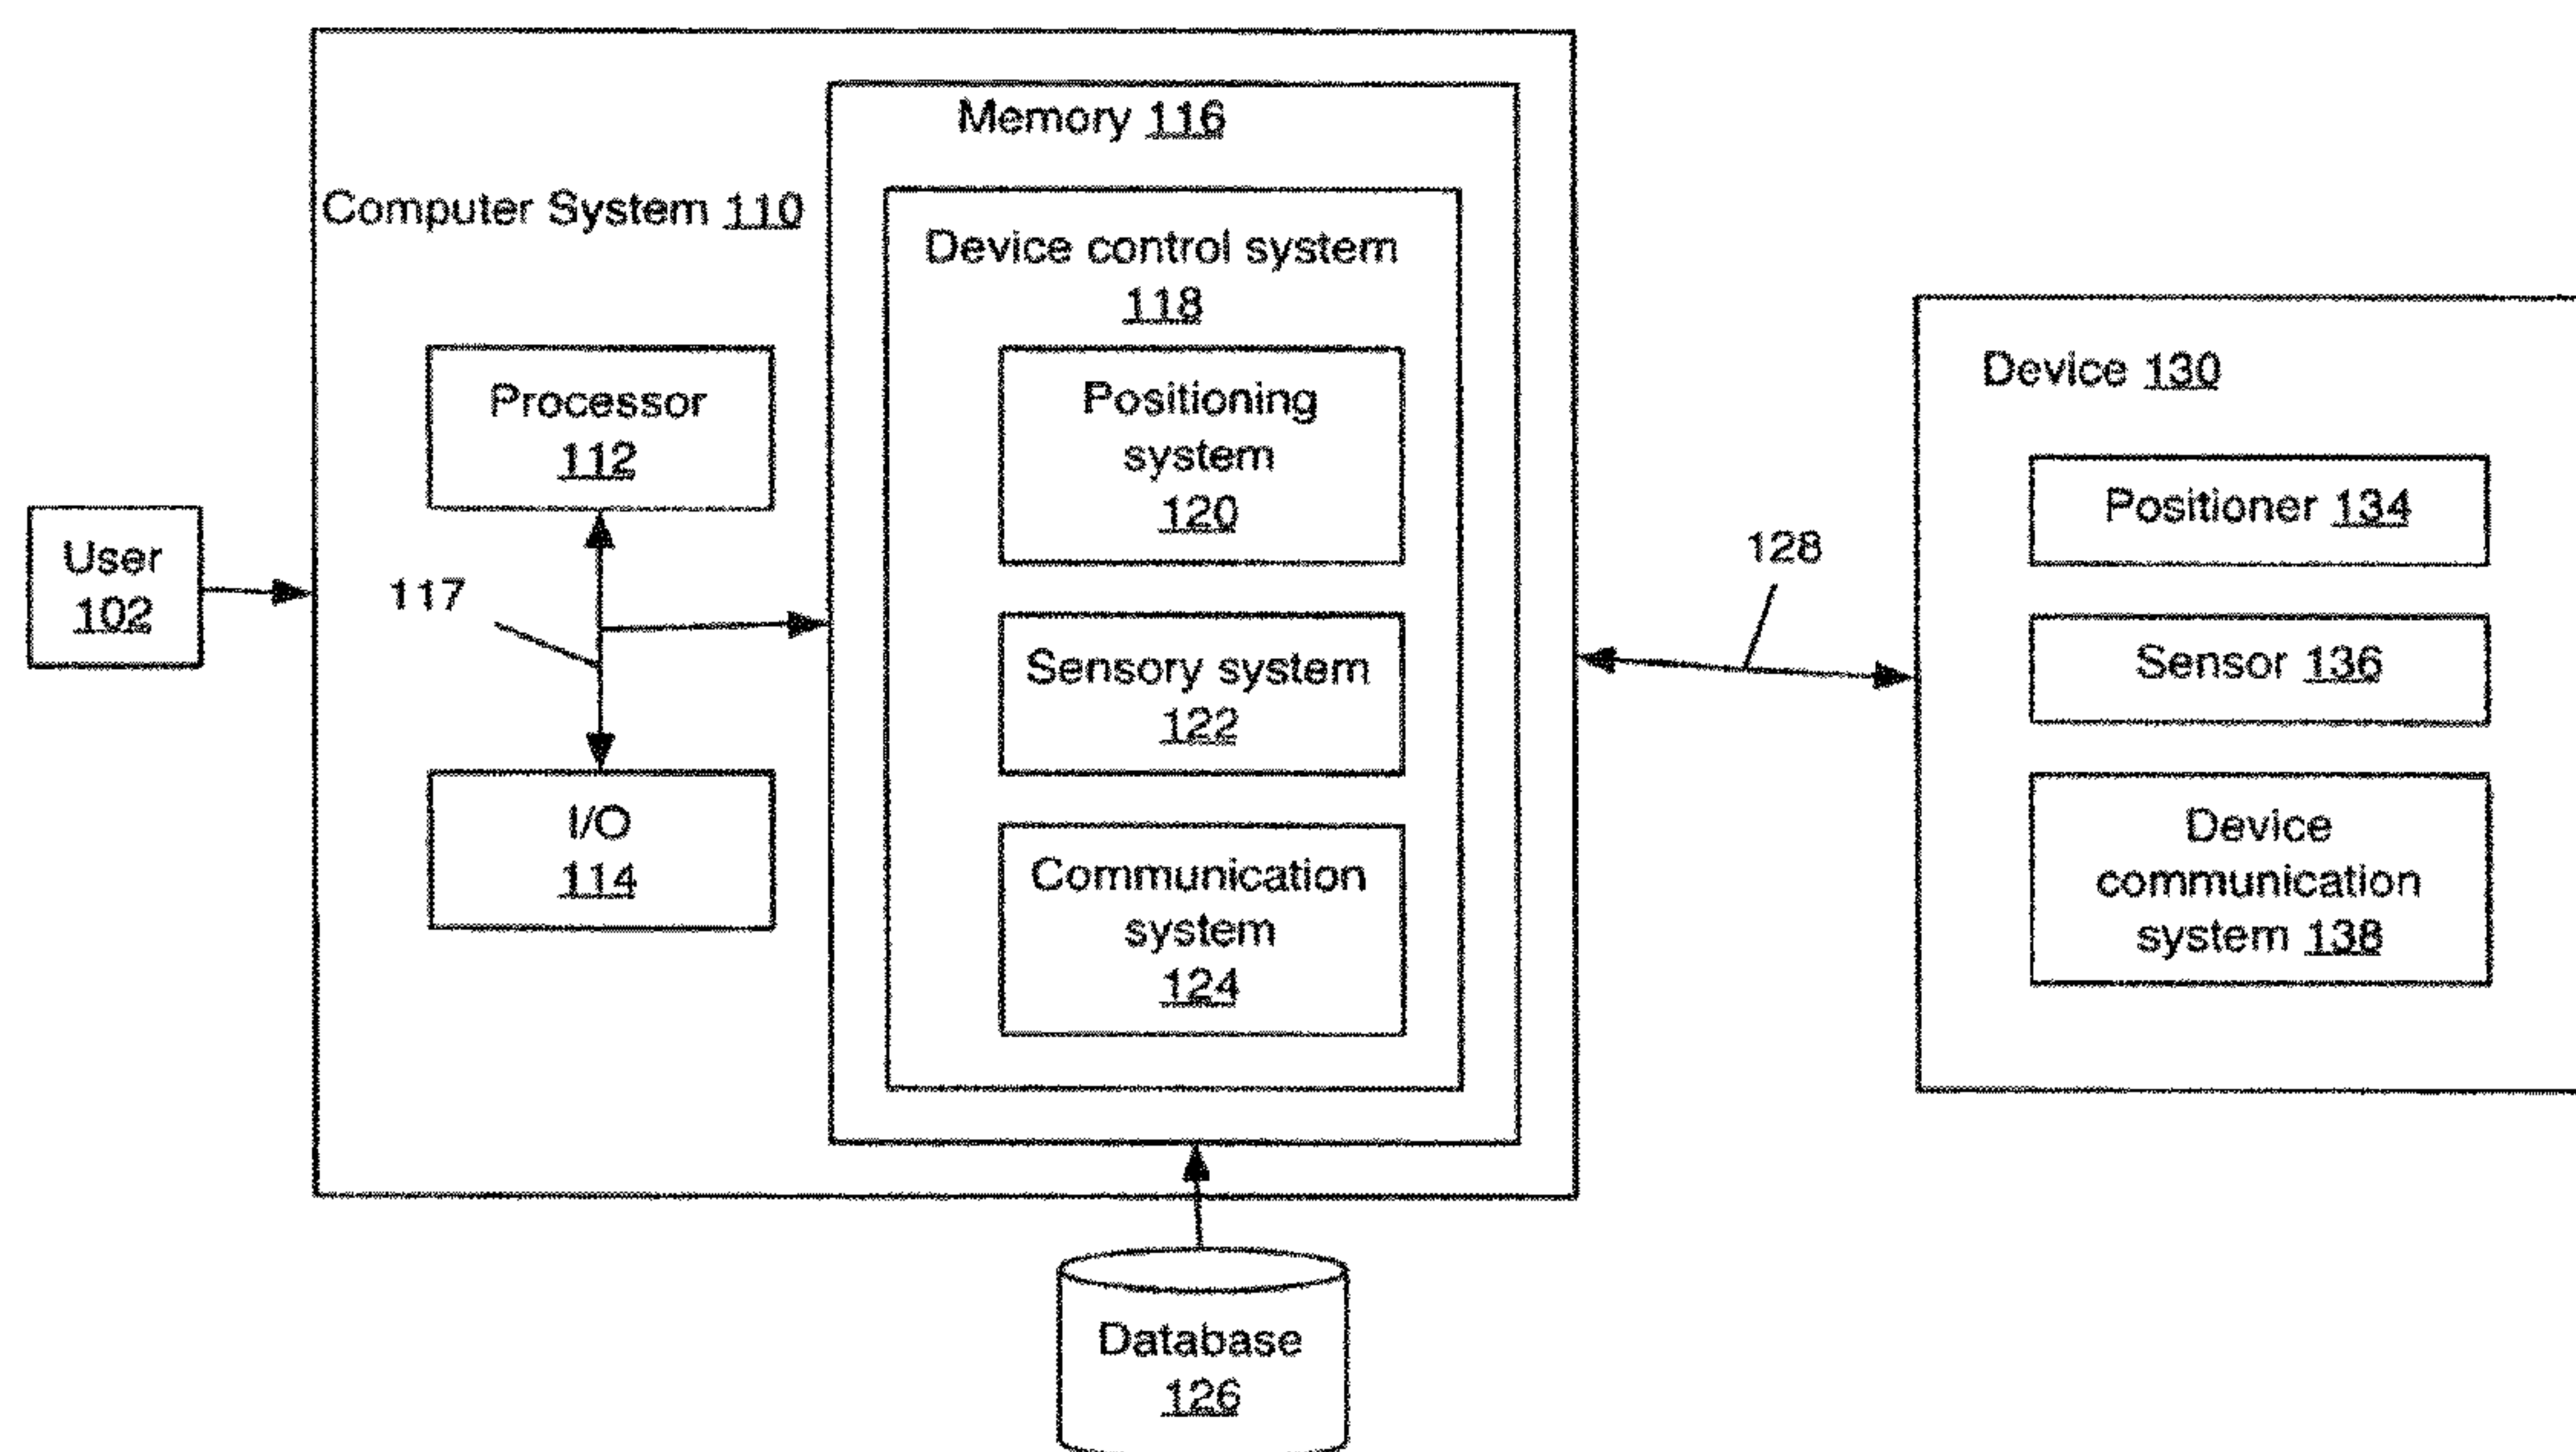 Memory 116
Computer System 110
Device control system
118
Processor
112
Positioning
system
120
User
102
117
Sensory system
122
I/O
114
Communication
system
124
128
Device 130
Positioner 134
Sensor 136
Device
communication
system 138
Database
126